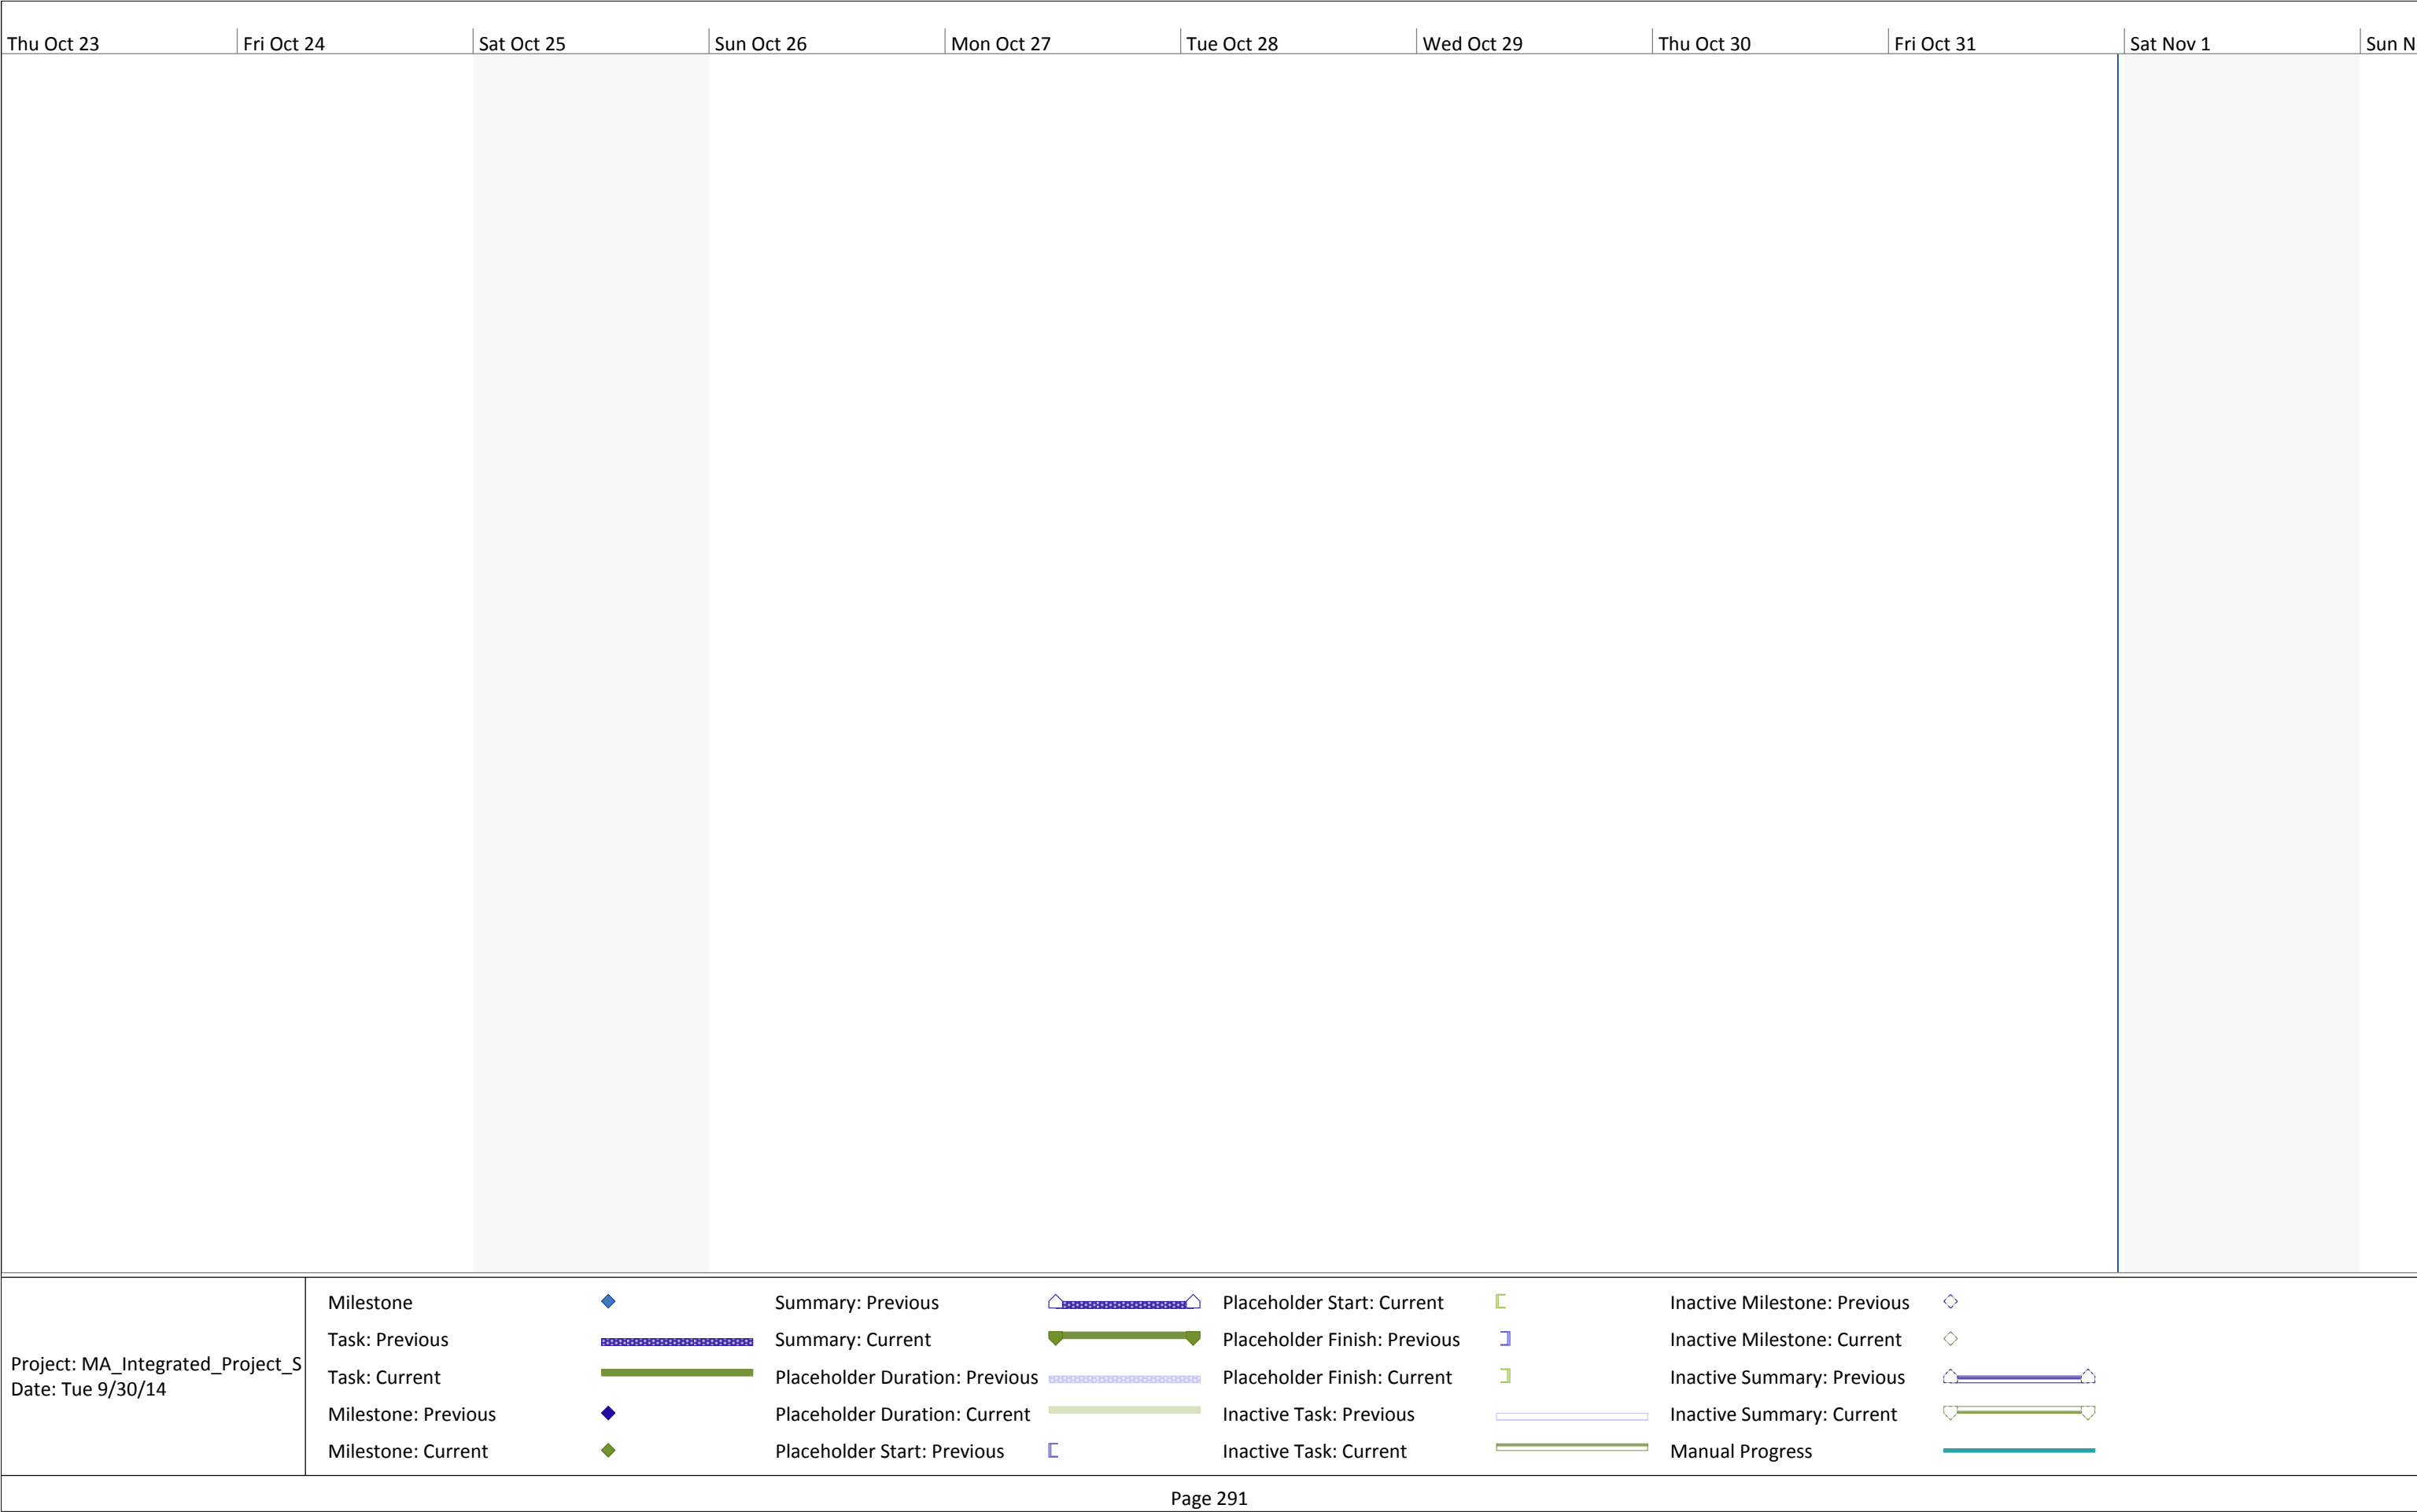 Thu Oct 23 Fri Oct 24 Sat Oct 25 Sun Oct 26 Mon Oct 27 Tue Oct 28 Wed Oct 29 Thu Oct 30 Fri Oct 31 Sat Nov 1 Sun N
Project: MA_Integrated_Project_S
Date: Tue 9/30/14
Milestone
Task: Previous
Task: Current
Milestone: Previous
Milestone: Current
Summary: Previous
Summary: Current
Placeholder Duration: Previous
Placeholder Duration: Current
Placeholder Start: Previous
Placeholder Start: Current
Placeholder Finish: Previous
Placeholder Finish: Current
Inactive Task: Previous
Inactive Task: Current
Inactive Milestone: Previous
Inactive Milestone: Current
Inactive Summary: Previous
Inactive Summary: Current
Manual Progress
Page 291